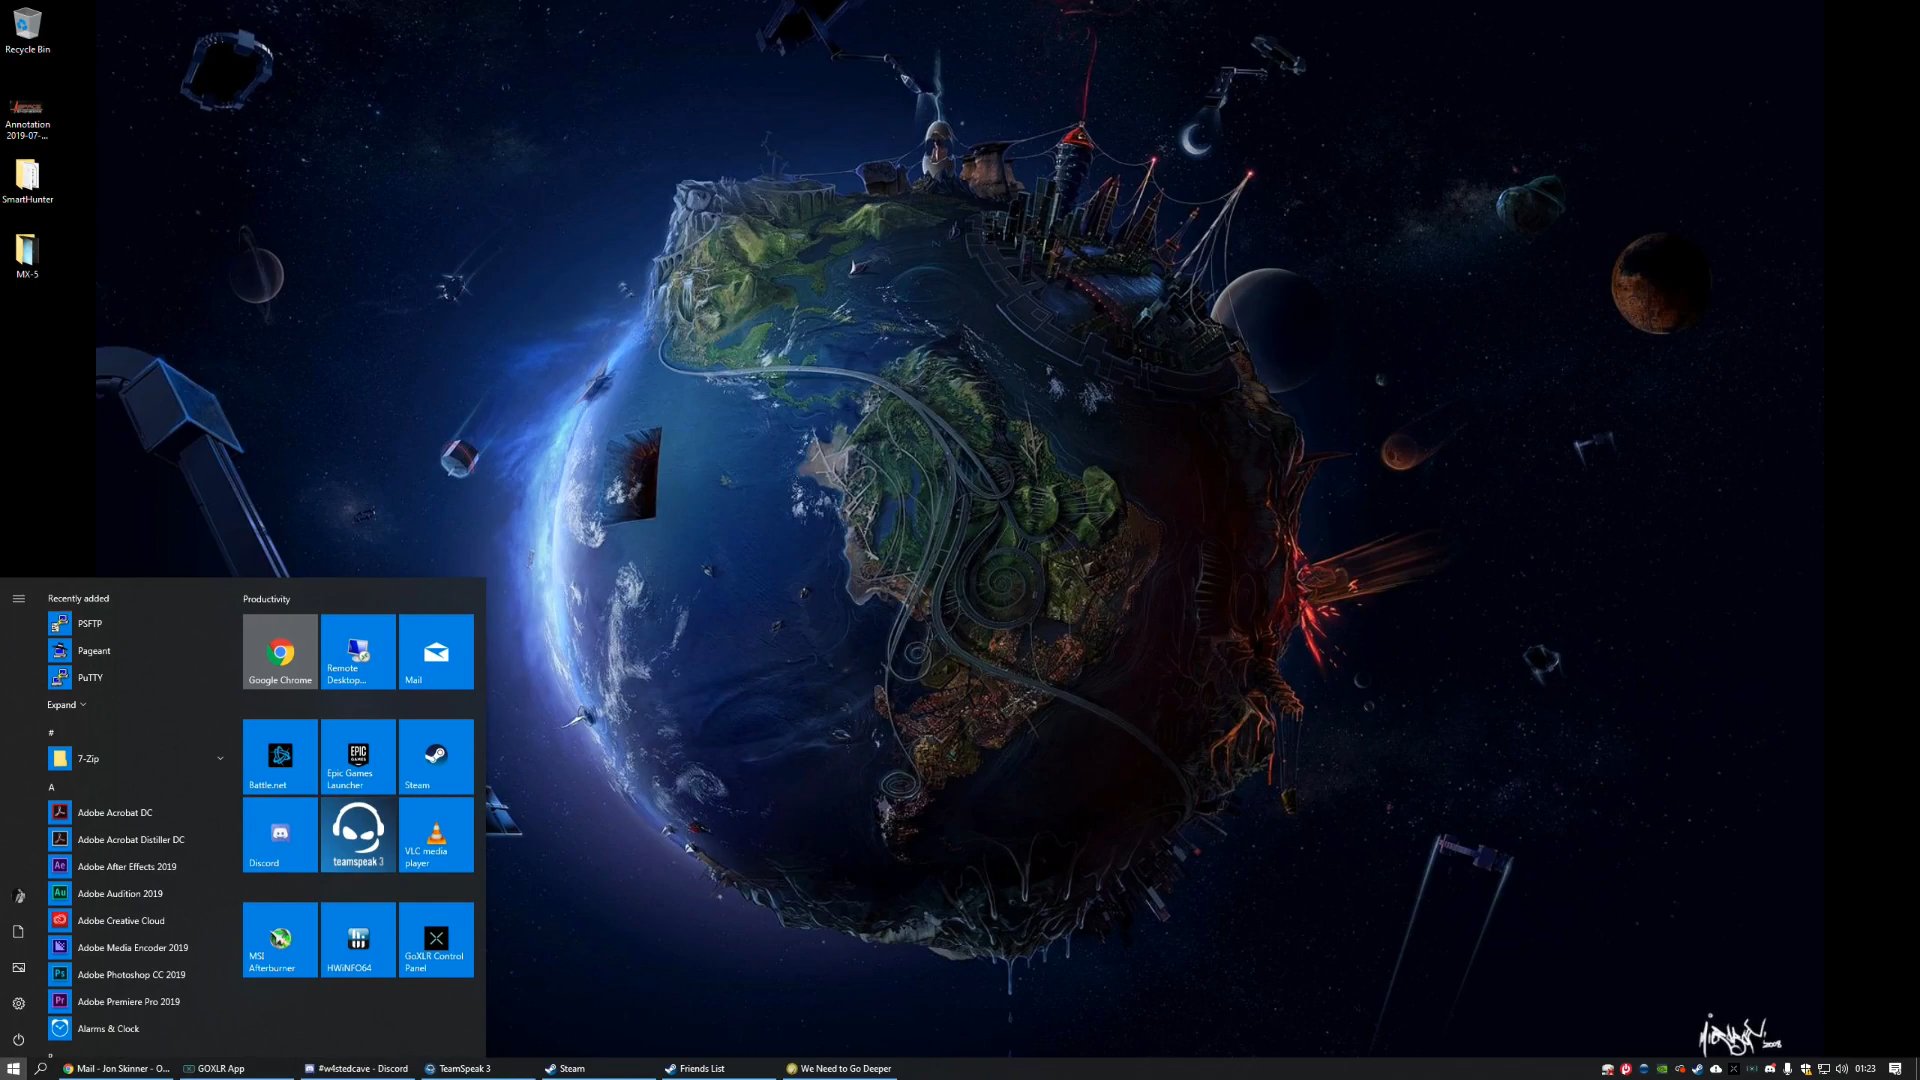 Recycle Bin
Annotation
2019-07-...
SmartHunter
MX-5
Recently added
PSFTP
Pageant
PuTTY
Expand
#
7-Zip
A
Adobe Acrobat DC
Adobe Acrobat Distiller DC
Adobe After Effects 2019
Adobe Audition 2019
Adobe Creative Cloud
Adobe Media Encoder 2019
Adobe Photoshop CC 2019
Adobe Premiere Pro 2019
Alarms & Clock
Productivity
Google Chrome
Remote
Desktop...
Mail
Battle.net
EPIC
GAMES
Epic Games
Launcher
Steam
Discord
teamspeak 3
VLC media
player
MSI
Afterburner
HWiNFO64
GoXLR Control
Panel
Mail - Jon Skinner - O...
GOXLR App
#w4stedcave - Discord
TeamSpeak 3
Steam
Friends List
We Need to Go Deeper
01:23